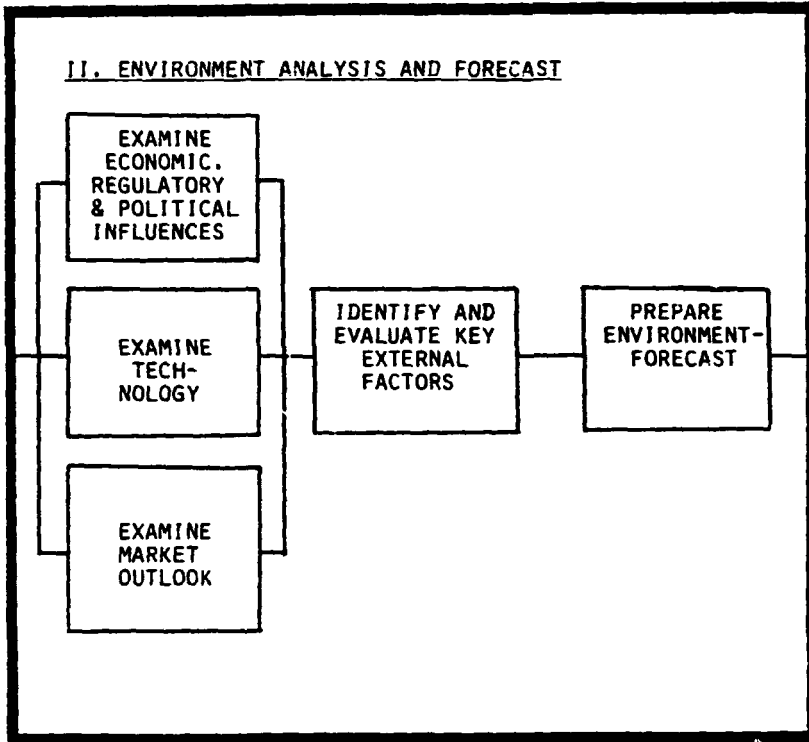 II. ENVIRONMENT ANALYSIS AND FORECAST
EXAMINE
ECONOMIC.
REGULATORY
& POLITICAL
INFLUENCES
EXAMINE
TECH-
NOLOGY
EXAMINE
MARKET
OUTLOOK
IDENTIFY AND
EVALUATE KEY
EXTERNAL
FACTORS
PREPARE
ENVIRONMENT-
FORECAST